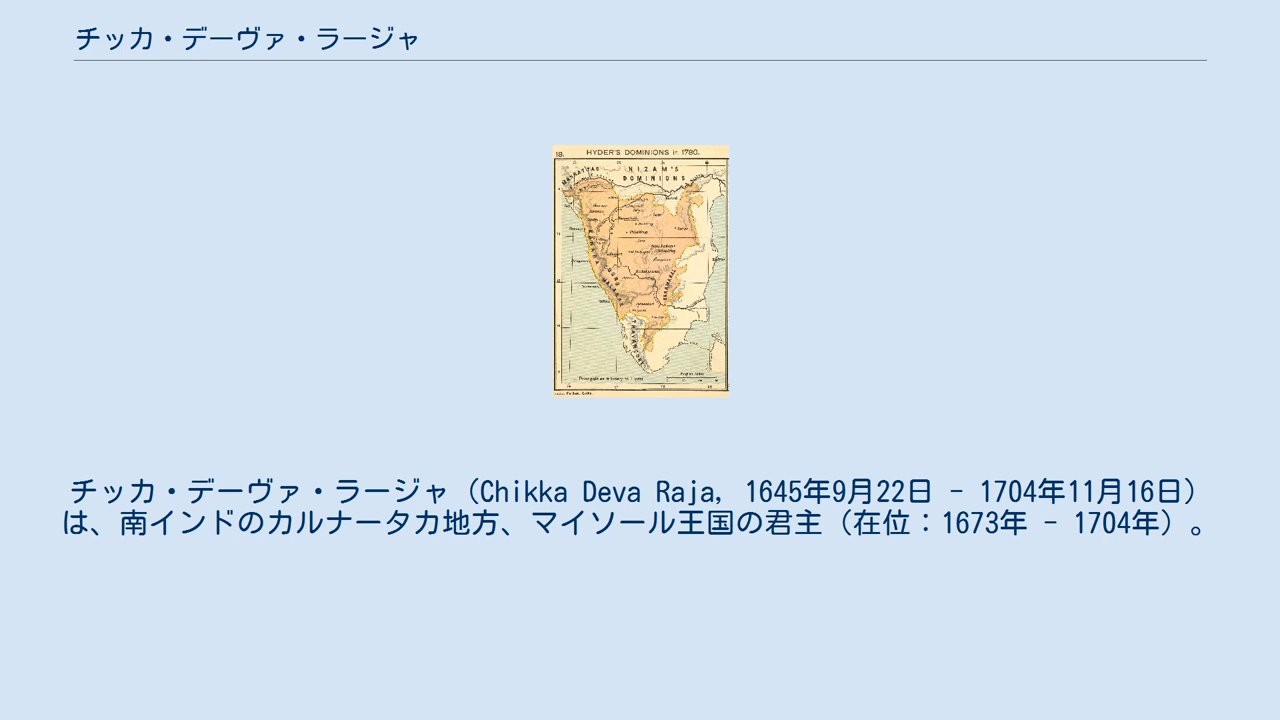 チッカ・デーヴァ・ラージャ
18. HYDER'S DOMINIONS in 1780.
NIZAM'S
DOMINIONS
チッカ・デーヴァ・ラージャ（Chikka Deva Raja, 1645年9月22日 - 1704年11月16日）
は、南インドのカルナータカ地方、マイソール王国の君主（在位：1673年 - 1704年）。